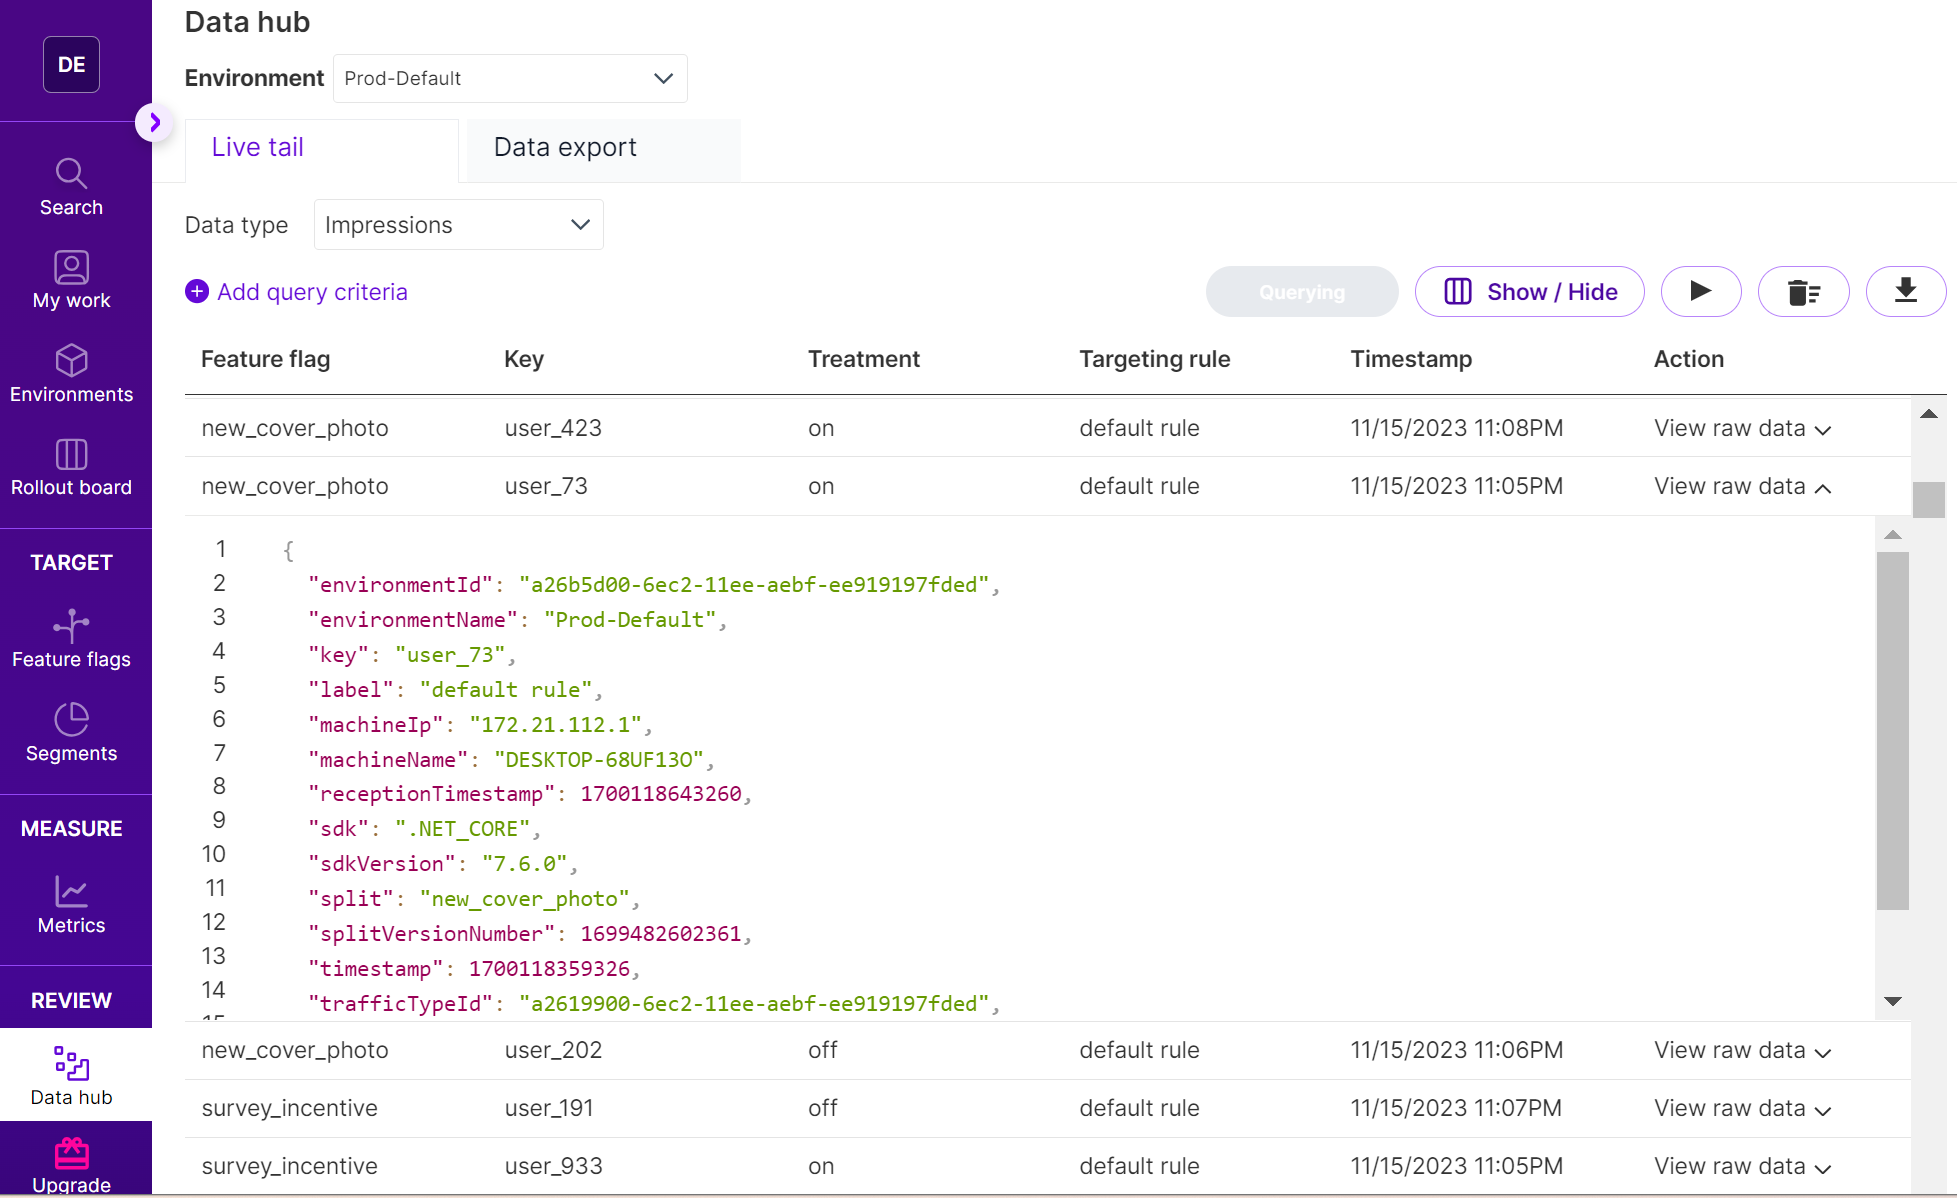 DE
Search
My work
Environments
Rollout board
TARGET
Feature flags
Segments
MEASURE
Metrics
REVIEW
Data hub
Upgrade
Data hub
Environment Prod-Default
Live tail Data export
Data type Impressions
Add query criteria Querying Show / Hide
Feature flag Key Treatment Targeting rule Timestamp Action
new_cover_photo user_423 on default rule 11/15/2023 11:08PM View raw data
new_cover_photo user_73 on default rule 11/15/2023 11:05PM View raw data
1 {
2 "environmentId": "a26b5d00-6ec2-11ee-aebf-ee919197fded",
3 "environmentName": "Prod-Default",
4 "key": "user_73",
5 "label": "default rule",
6 "machineIp": "172.21.112.1",
7 "machineName": "DESKTOP-68UF13O",
8 "receptionTimestamp": 1700118643260,
9 "sdk": ".NET_CORE",
10 "sdkVersion": "7.6.0",
11 "split": "new_cover_photo",
12 "splitVersionNumber": 1699482602361,
13 "timestamp": 1700118359326,
14 "trafficTypeId": "a2619900-6ec2-11ee-aebf-ee919197fded",
new_cover_photo user_202 off default rule 11/15/2023 11:06PM View raw data
survey_incentive user_191 off default rule 11/15/2023 11:07PM View raw data
survey_incentive user_933 on default rule 11/15/2023 11:05PM View raw data